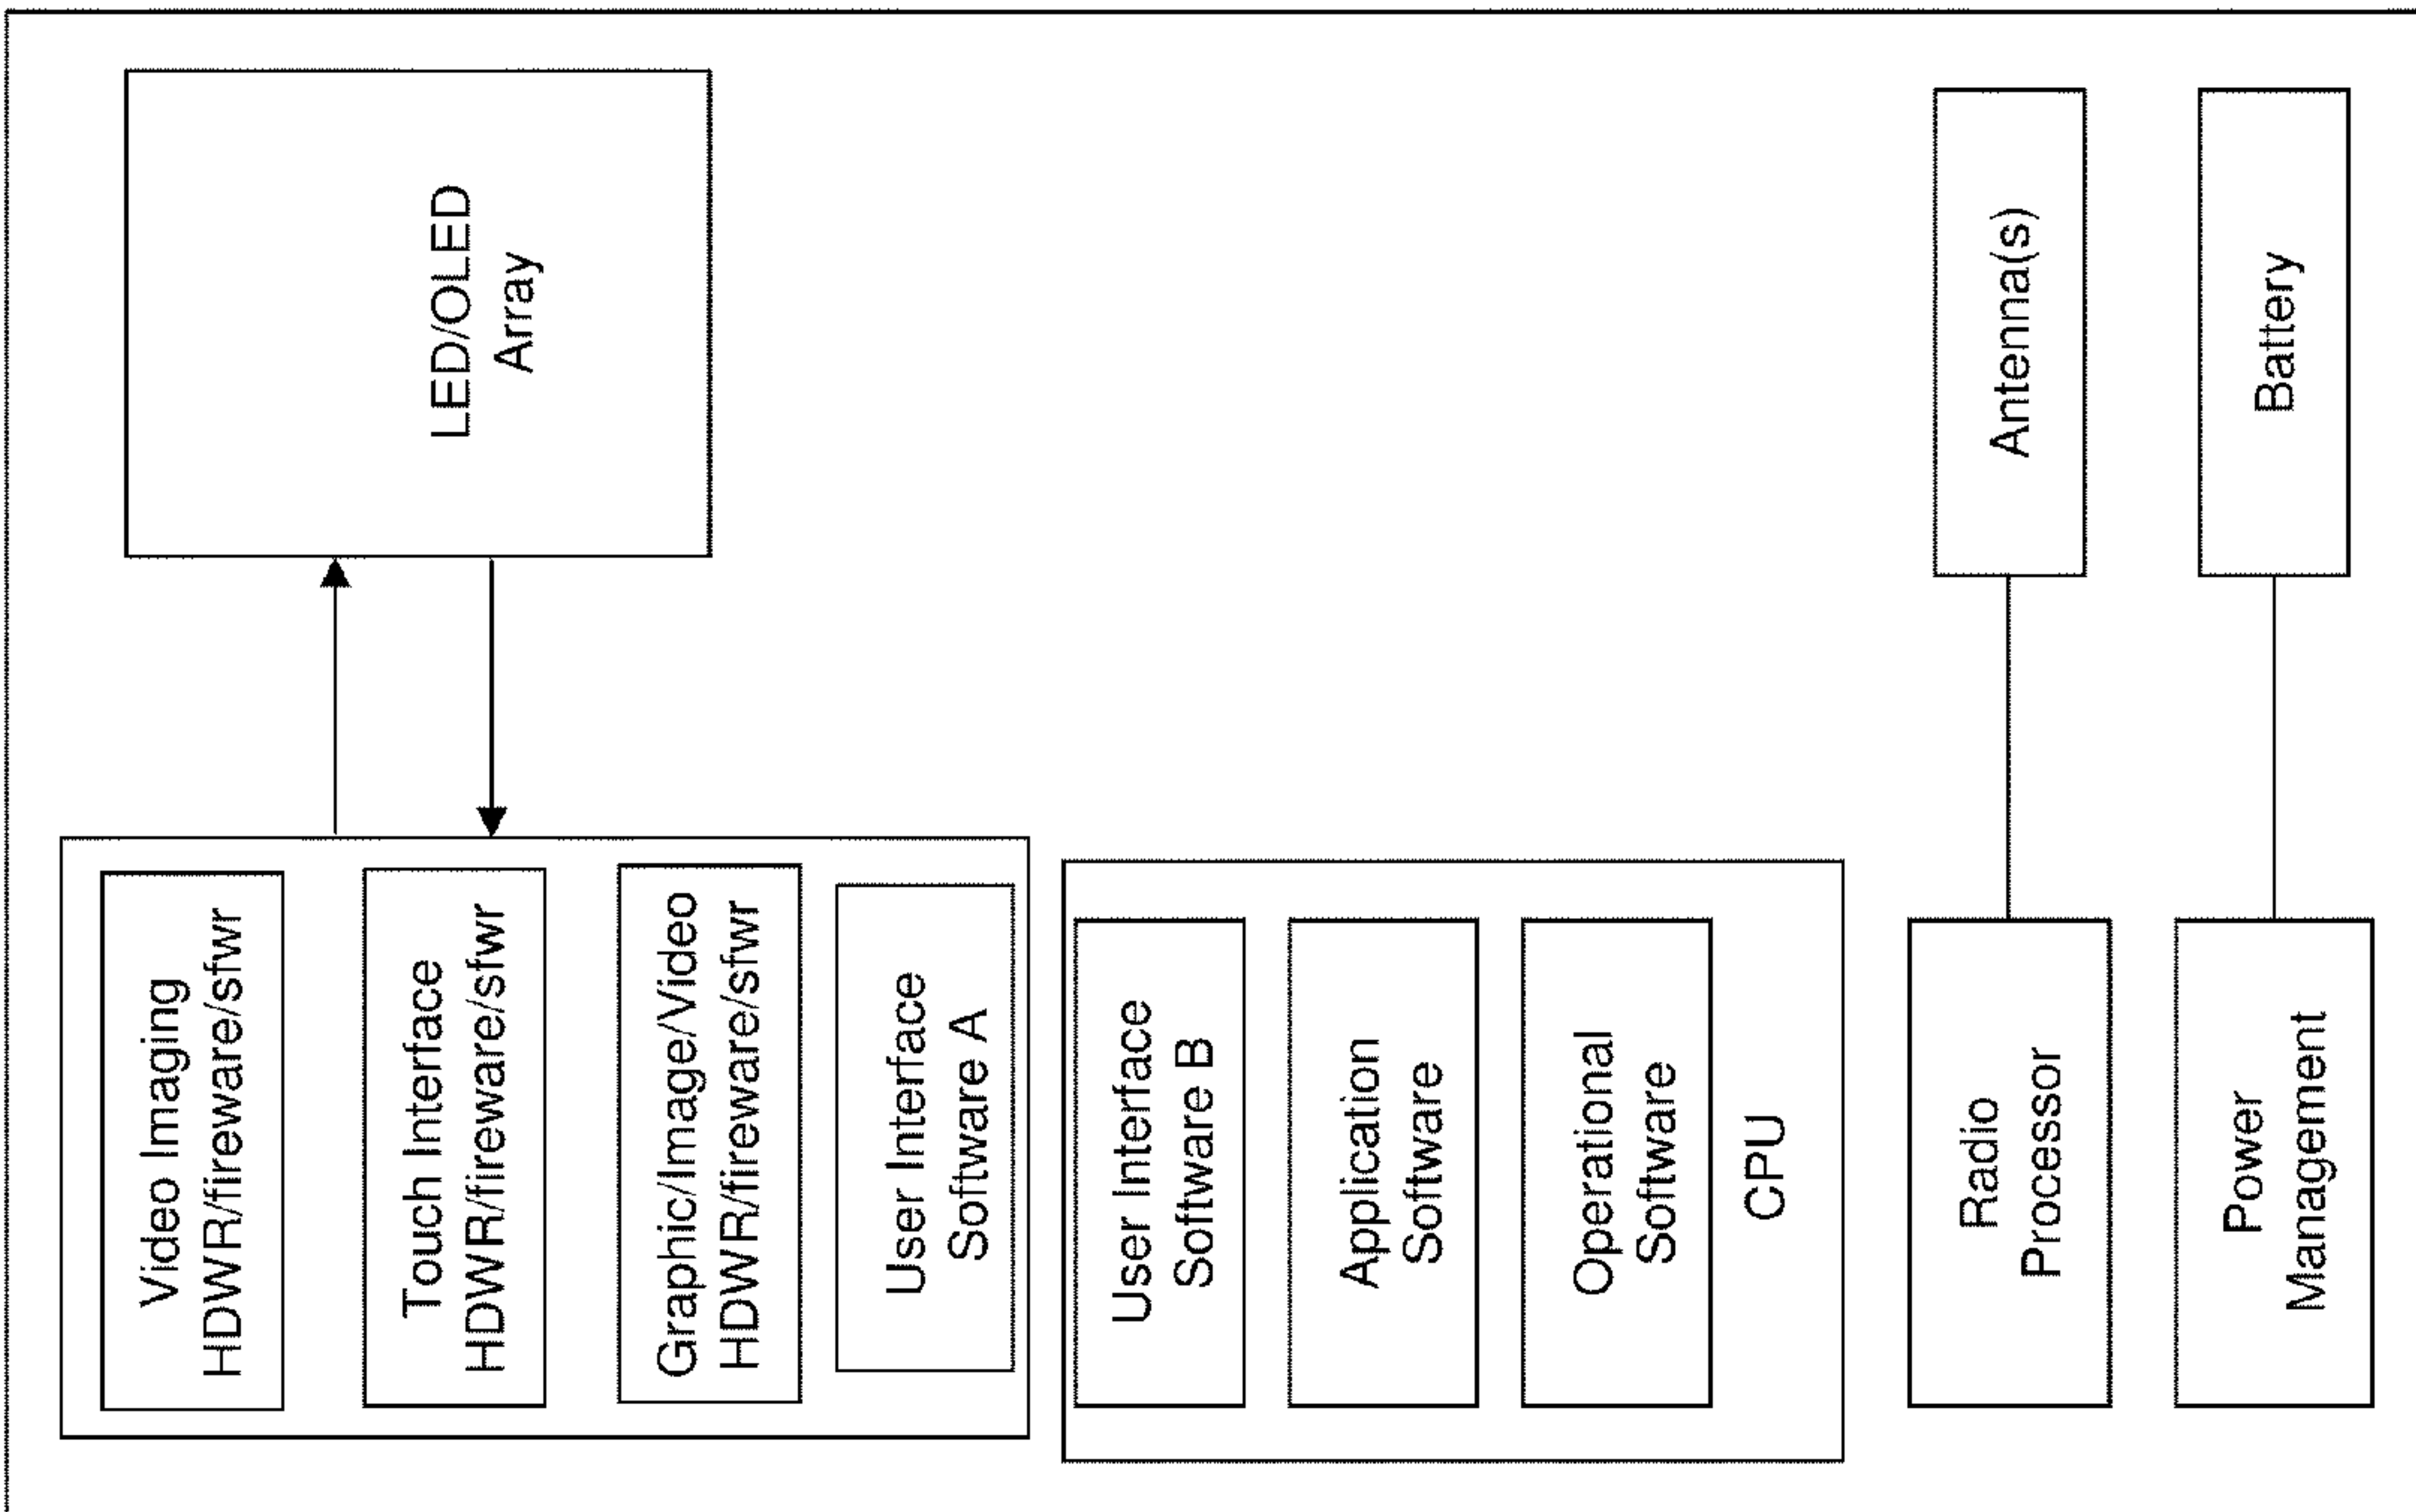 Video Imaging
HDWR/fireware/sfwr
Touch Interface
HDWR/fireware/sfwr
Graphic/Image/Video
HDWR/fireware/sfwr
User Interface
Software A
LED/OLED
Array
User Interface
Software B
Application
Software
Operational
Software
CPU
Radio
Processor
Antenna(s)
Power
Management
Battery